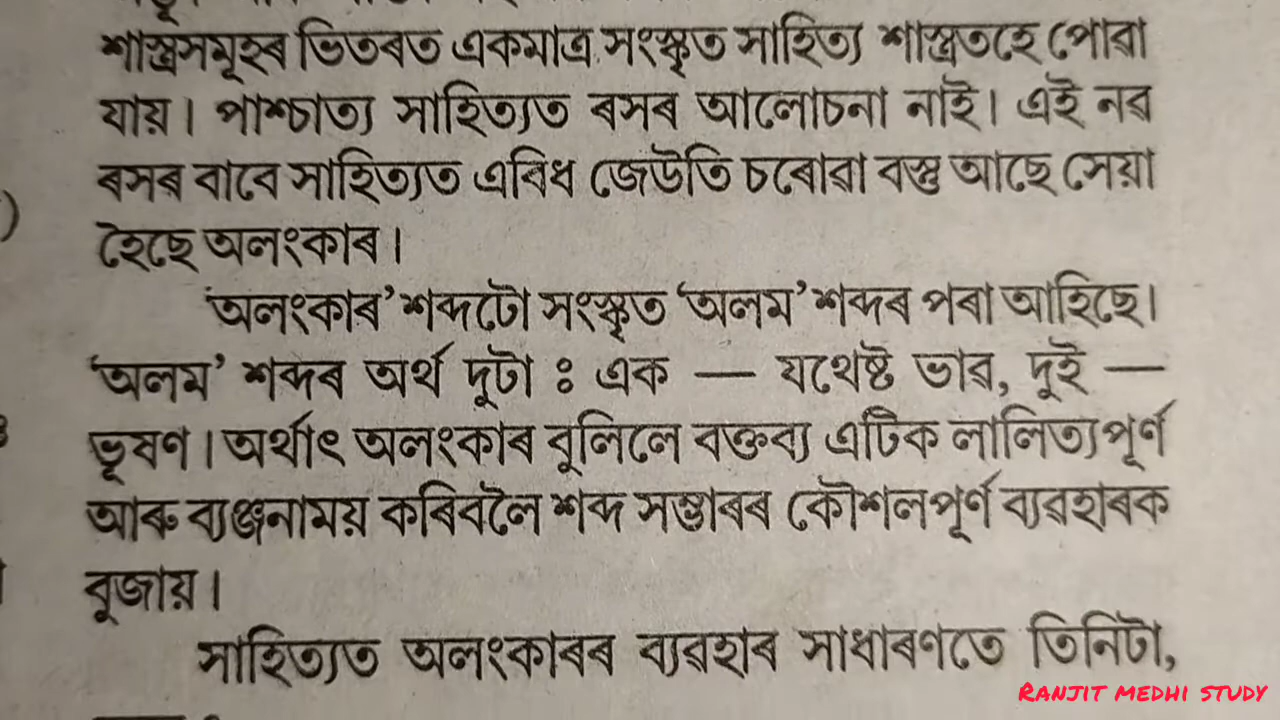 শাস্ত্ৰসমূহৰ ভিতৰত একমাত্ৰ সংস্কৃত সাহিত্য শাস্ত্ৰতহে পোৱা
যায়। পাশ্চাত্য সাহিত্যত ৰসৰ আলোচনা নাই। এই নৱ
ৰসৰ বাবে সাহিত্যত এবিধ জেউতি চৰোৱা বস্তু আছে সেয়া
হৈছে অলংকাৰ।
'অলংকাৰ' শব্দটো সংস্কৃত 'অলম' শব্দৰ পৰা আহিছে।
'অলম' শব্দৰ অৰ্থ দুটা : এক — যথেষ্ট ভাৱ, দুই —
ভূষণ। অৰ্থাৎ অলংকাৰ বুলিলে বক্তব্য এটিক লালিত্যপূৰ্ণ
আৰু ব্যঞ্জনাময় কৰিবলৈ শব্দ সম্ভাৰৰ কৌশলপূৰ্ণ ব্যৱহাৰক
বুজায়।
সাহিত্যত অলংকাৰৰ ব্যৱহাৰ সাধাৰণতে তিনিটা,
RANJIT MEDHI STUDY